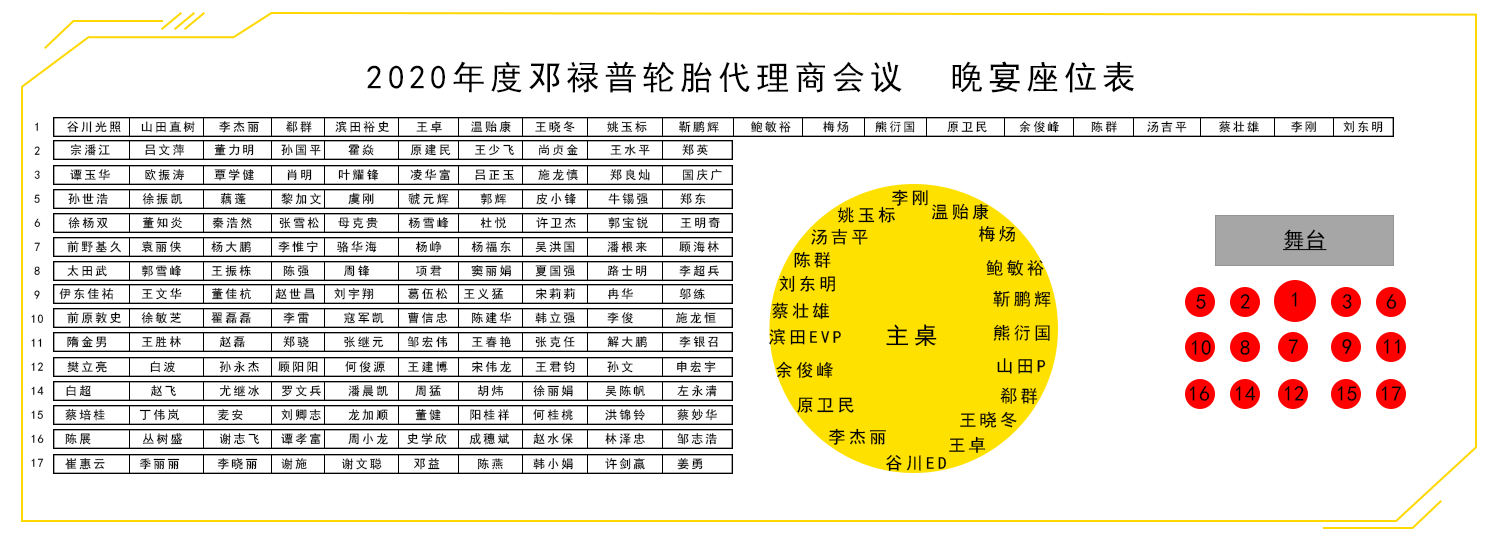 2020年度邓禄普轮胎代理商会议 晚宴座位表
1 谷川光照 山田直树 李杰丽 郗群 滨田裕史 王卓 温贻康 王晓冬 姚玉标 靳鹏辉 鲍敏裕 梅炀 熊衍国 原卫民 余俊峰 陈群 汤吉平 蔡壮雄 李刚 刘东明
2 宗潘江 吕文萍 董力明 孙国平 霍焱 原建民 王少飞 尚贞金 王水平 郑英
3 谭玉华 欧振涛 覃学健 肖明 叶耀锋 凌华富 吕正玉 施龙慎 郑良灿 国庆广
5 孙世浩 徐振凯 藕蓬 黎加文 虞刚 虢元辉 郭辉 皮小锋 牛锡强 郑东
6 徐杨双 董知炎 秦浩然 张雪松 母克贵 杨雪峰 杜悦 许卫杰 郭宝锐 王明奇
7 前野基久 袁丽侠 杨大鹏 李惟宁 骆华海 杨峥 杨福东 吴洪国 潘根来 顾海林
8 太田武 郭雪峰 王振栋 陈强 周锋 项君 窦丽娟 夏国强 路士明 李超兵
9 伊东佳祐 王文华 董佳杭 赵世昌 刘宇翔 葛伍松 王义猛 宋莉莉 冉华 邬练
10 前原敦史 徐敏芝 翟磊磊 李雷 寇军凯 曹信忠 陈建华 韩立强 李俊 施龙恒
11 隋金男 王胜林 赵磊 郑骁 张继元 邹宏伟 王春艳 张克任 解大鹏 李银召
12 樊立亮 白波 孙永杰 顾阳阳 何俊源 王建博 宋伟龙 王君钧 孙文 申宏宇
14 白超 赵飞 尤继冰 罗文兵 潘晨凯 周猛 胡炜 徐丽娟 吴陈帆 左永清
15 蔡培桂 丁伟岚 麦安 刘卿志 龙加顺 董健 阳桂祥 何桂桃 洪锦铃 蔡妙华
16 陈展 丛树盛 谢志飞 谭孝富 周小龙 史学欣 成穗斌 赵水保 林泽忠 邹志浩
17 崔惠云 季丽丽 李晓丽 谢施 谢文聪 邓益 陈燕 韩小娟 许剑赢 姜勇
李刚
姚玉标 温贻康
汤吉平 梅炀
陈群 鲍敏裕
刘东明 靳鹏辉
蔡壮雄 熊衍国
滨田EVP 主桌
余俊峰 山田P
原卫民 郗群
李杰丽 王晓冬
王卓
谷川ED
舞台
5 2 1 3 6
10 8 7 9 11
16 14 12 15 17